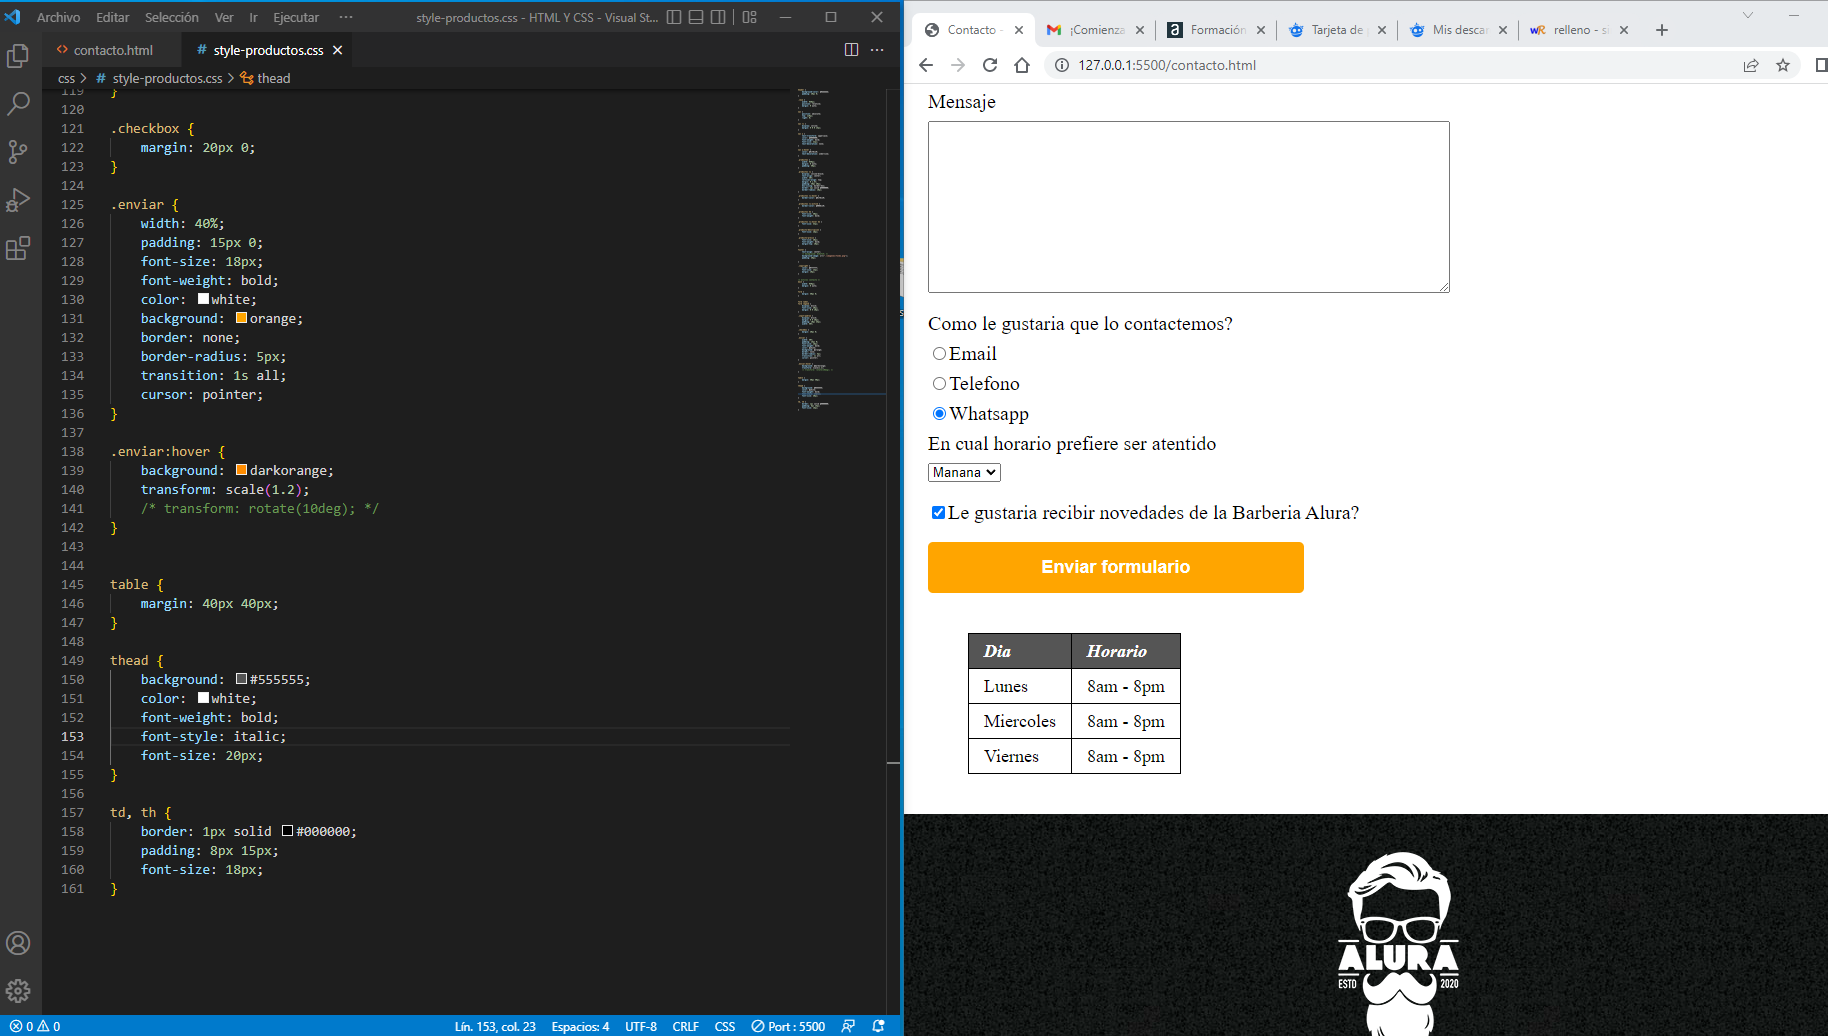 Archivo Editar Selección Ver Ir Ejecutar ··· style-productos.css - HTML Y CSS - Visual St...
contacto.html # style-productos.css
css > # style-productos.css > thead
119 }
120
121 .checkbox {
122 margin: 20px 0;
123 }
124
125 .enviar {
126 width: 40%;
127 padding: 15px 0;
128 font-size: 18px;
129 font-weight: bold;
130 color: white;
131 background: orange;
132 border: none;
133 border-radius: 5px;
134 transition: 1s all;
135 cursor: pointer;
136 }
137
138 .enviar:hover {
139 background: darkorange;
140 transform: scale(1.2);
141 /* transform: rotate(10deg); */
142 }
143
144
145 table {
146 margin: 40px 40px;
147 }
148
149 thead {
150 background: #555555;
151 color: white;
152 font-weight: bold;
153 font-style: italic;
154 font-size: 20px;
155 }
156
157 td, th {
158 border: 1px solid #000000;
159 padding: 8px 15px;
160 font-size: 18px;
161 }
0 0 Lín. 153, col. 23 Espacios: 4 UTF-8 CRLF CSS Port : 5500
Contacto - ¡Comienza Formación Tarjeta de Mis descar relleno - si
127.0.0.1:5500/contacto.html
Mensaje
Como le gustaria que lo contactemos?
Email
Telefono
Whatsapp
En cual horario prefiere ser atentido
Manana
Le gustaria recibir novedades de la Barberia Alura?
Enviar formulario
Dia Horario
Lunes 8am - 8pm
Miercoles 8am - 8pm
Viernes 8am - 8pm
ALURA
ESTD 2020